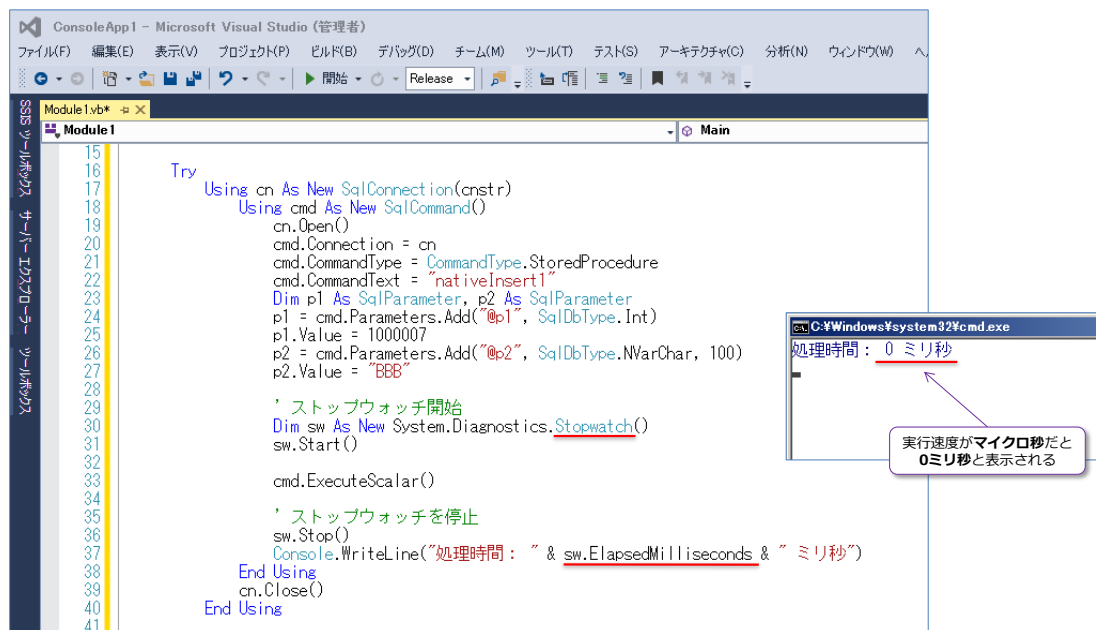 ConsoleApp1 - Microsoft Visual Studio (管理者)
ファイル(F) 編集(E) 表示(V) プロジェクト(P) ビルド(B) デバッグ(D) チーム(M) ツール(T) テスト(S) アーキテクチャ(C) 分析(N) ウィンドウ(W) ヘ
開始 Release
SSIS ツールボックス
サーバー エクスプローラー
ツールボックス
Module1.vb*
Module1 Main
15
16 Try
17 Using cn As New SqlConnection(cnstr)
18 Using cmd As New SqlCommand()
19 cn.Open()
20 cmd.Connection = cn
21 cmd.CommandType = CommandType.StoredProcedure
22 cmd.CommandText = "nativeInsert1"
23 Dim p1 As SqlParameter, p2 As SqlParameter
24 p1 = cmd.Parameters.Add("@p1", SqlDbType.Int)
25 p1.Value = 1000007
26 p2 = cmd.Parameters.Add("@p2", SqlDbType.NVarChar, 100)
27 p2.Value = "BBB"
28
29 ' ストップウォッチ開始
30 Dim sw As New System.Diagnostics.Stopwatch()
31 sw.Start()
32
33 cmd.ExecuteScalar()
34
35 ' ストップウォッチを停止
36 sw.Stop()
37 Console.WriteLine("処理時間： " & sw.ElapsedMilliseconds & " ミリ秒")
38 End Using
39 cn.Close()
40 End Using
41
C:¥Windows¥system32¥cmd.exe
処理時間： 0 ミリ秒
実行速度がマイクロ秒だと
0ミリ秒と表示される